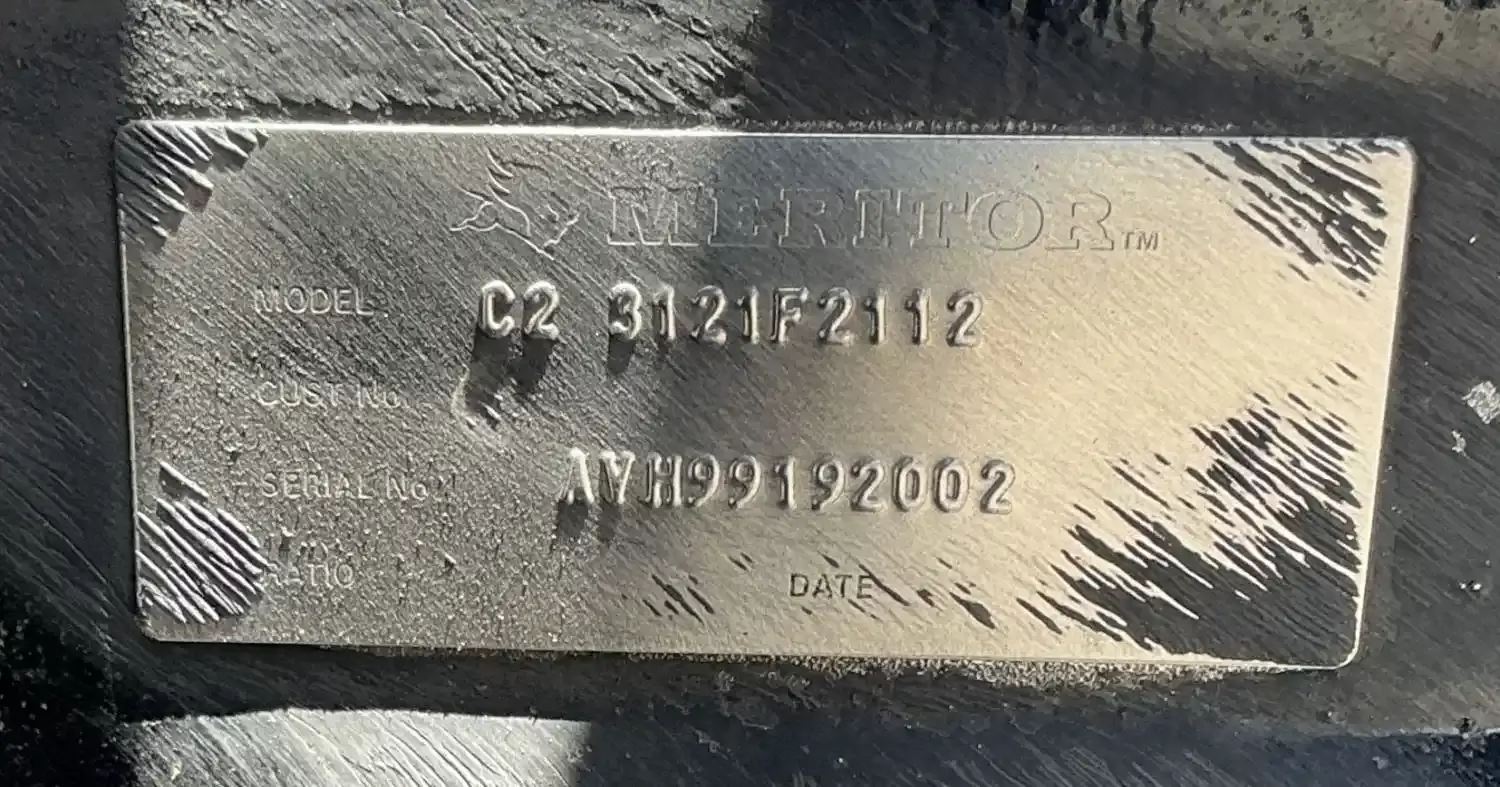 MERITOR™
MODEL: C2 3121F2112
CUST No.
SERIAL No. AVH99192002
RATIO
DATE